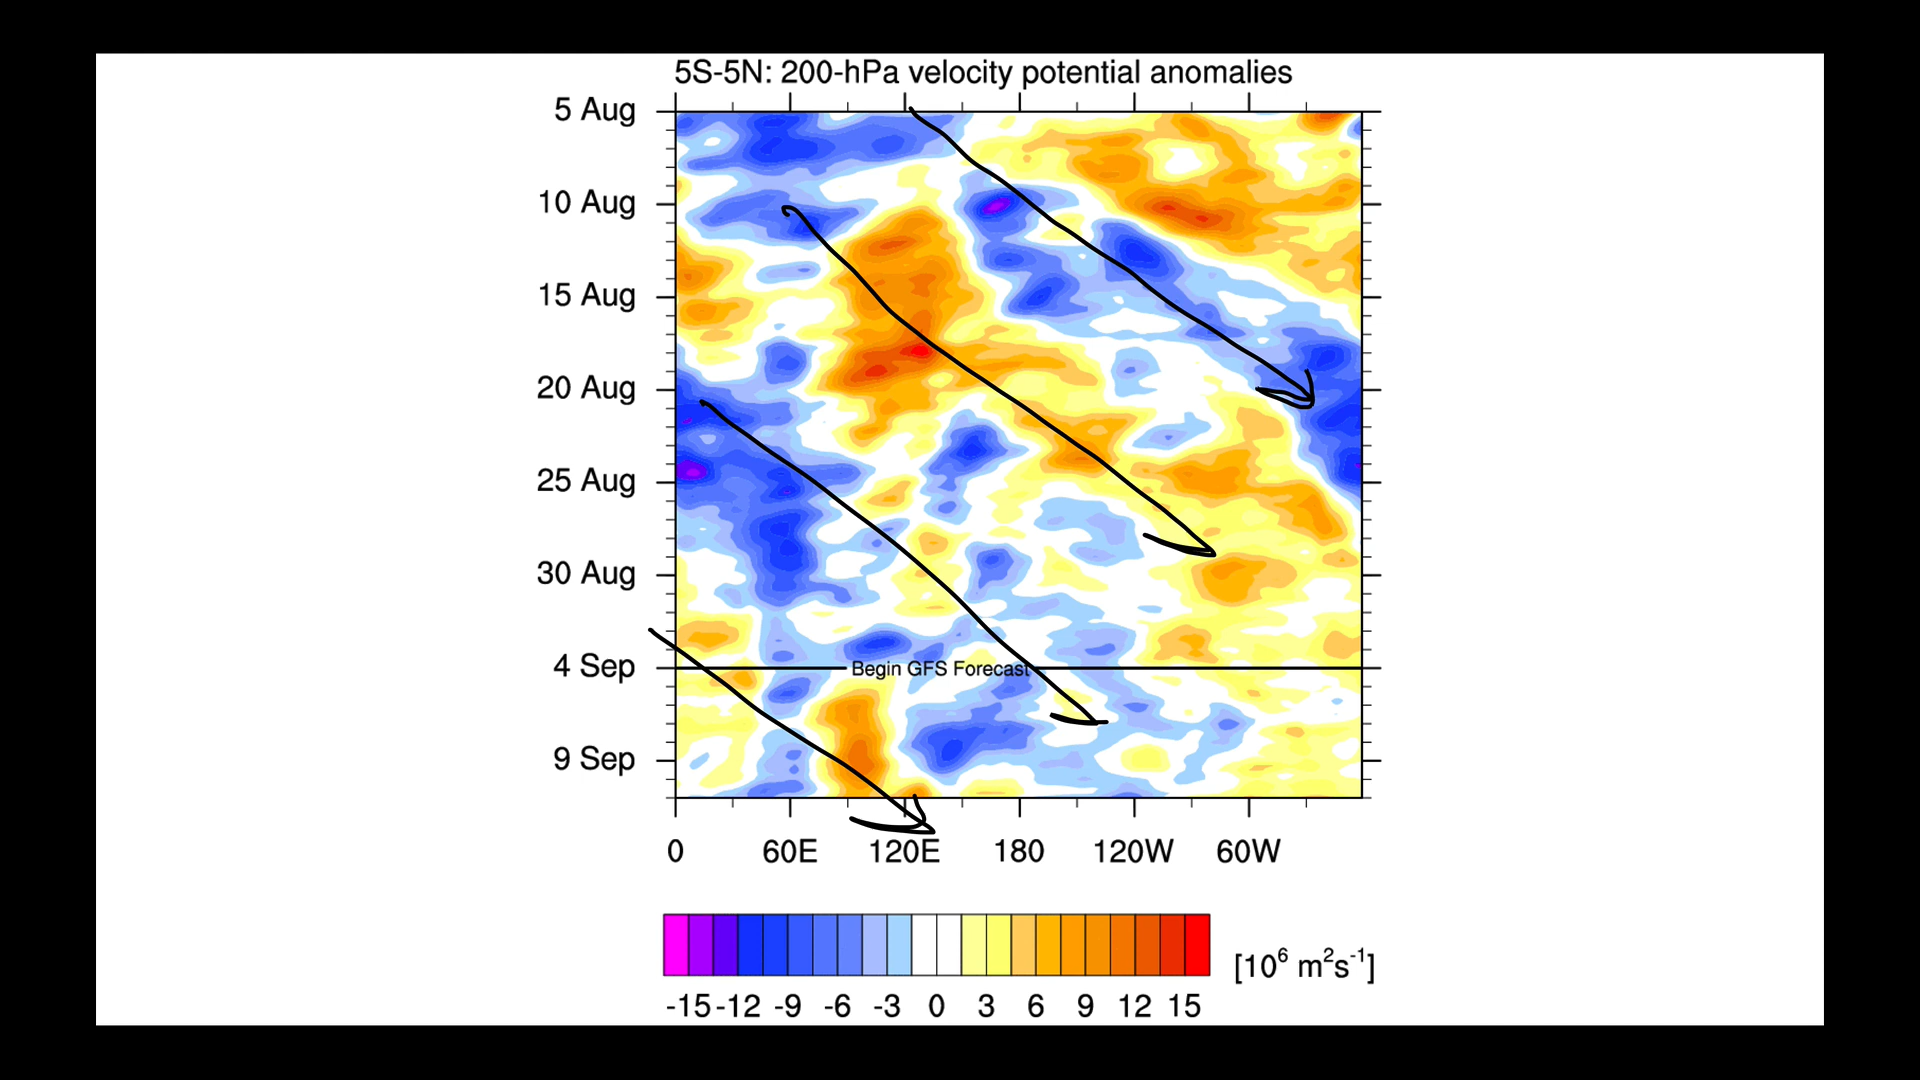 5S-5N: 200-hPa velocity potential anomalies
5 Aug
10 Aug
15 Aug
20 Aug
25 Aug
30 Aug
4 Sep
Begin GFS Forecast
9 Sep
0 60E 120E 180 120W 60W
[10⁶ m²s⁻¹]
-15 -12 -9 -6 -3 0 3 6 9 12 15